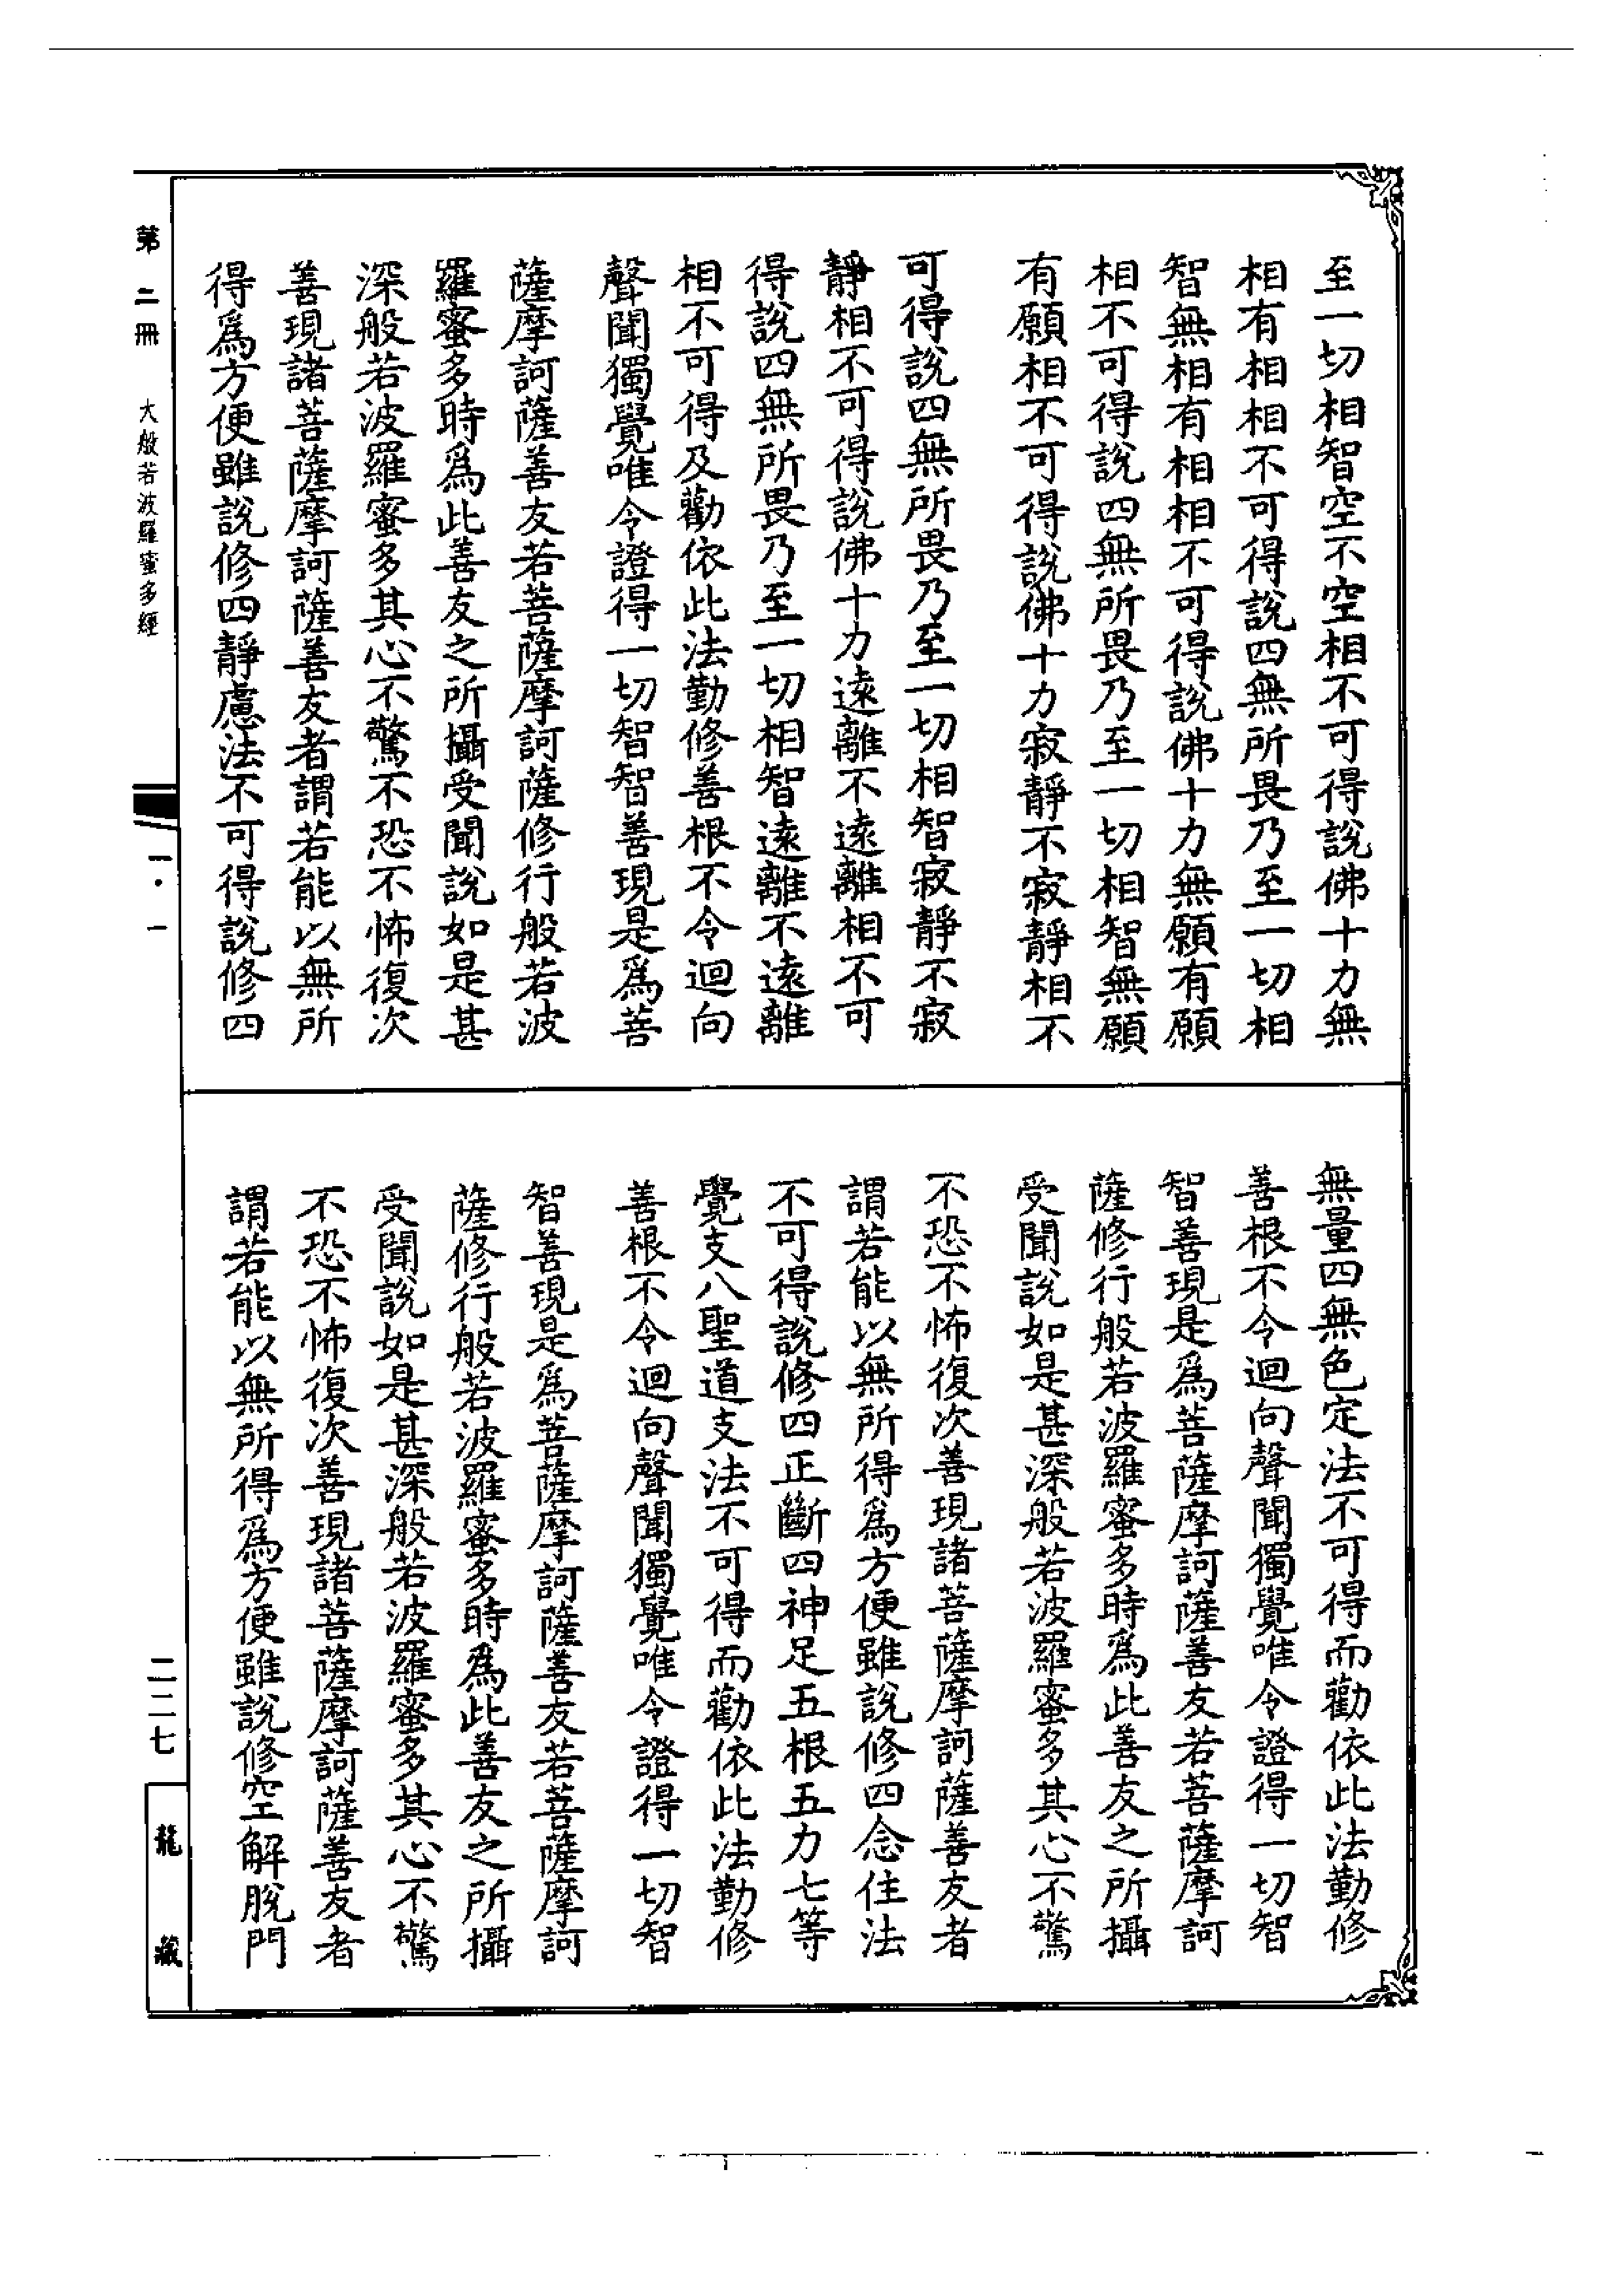 至一切相智空不空相不可得說佛十力無
相有相相不可得說四無所畏乃至一切相
智無相有相相不可得說佛十力無願有願
相不可得說四無所畏乃至一切相智無願
有願相不可得說佛十力寂靜不寂靜相不
可得說四無所畏乃至一切相智寂靜不寂
靜相不可得說佛十力遠離不遠離相不可
得說四無所畏乃至一切相智遠離不遠離
相不可得及勸依此法勤修善根不令迴向
聲聞獨覺唯令證得一切智智善現是爲菩
薩摩訶薩善友若菩薩摩訶薩修行般若波
羅蜜多時爲此善友之所攝受聞說如是甚
深般若波羅蜜多其心不驚不恐不怖復次
善現諸菩薩摩訶薩善友者謂若能以無所
得爲方便雖說修四靜慮法不可得說修四
無量四無色定法不可得而勸依此法勤修
善根不令迴向聲聞獨覺唯令證得一切智
智善現是爲菩薩摩訶薩善友若菩薩摩訶
薩修行般若波羅蜜多時爲此善友之所攝
受聞說如是甚深般若波羅蜜多其心不驚
不恐不怖復次善現諸菩薩摩訶薩善友者
謂若能以無所得爲方便雖說修四念住法
不可得說修四正斷四神足五根五力七等
覺支八聖道支法不可得而勸依此法勤修
善根不令迴向聲聞獨覺唯令證得一切智
智善現是爲菩薩摩訶薩善友若菩薩摩訶
薩修行般若波羅蜜多時爲此善友之所攝
受聞說如是甚深般若波羅蜜多其心不驚
不恐不怖復次善現諸菩薩摩訶薩善友者
謂若能以無所得爲方便雖說修空解脫門
第二冊 大般若波羅蜜多經 一·一 二二七 龍藏